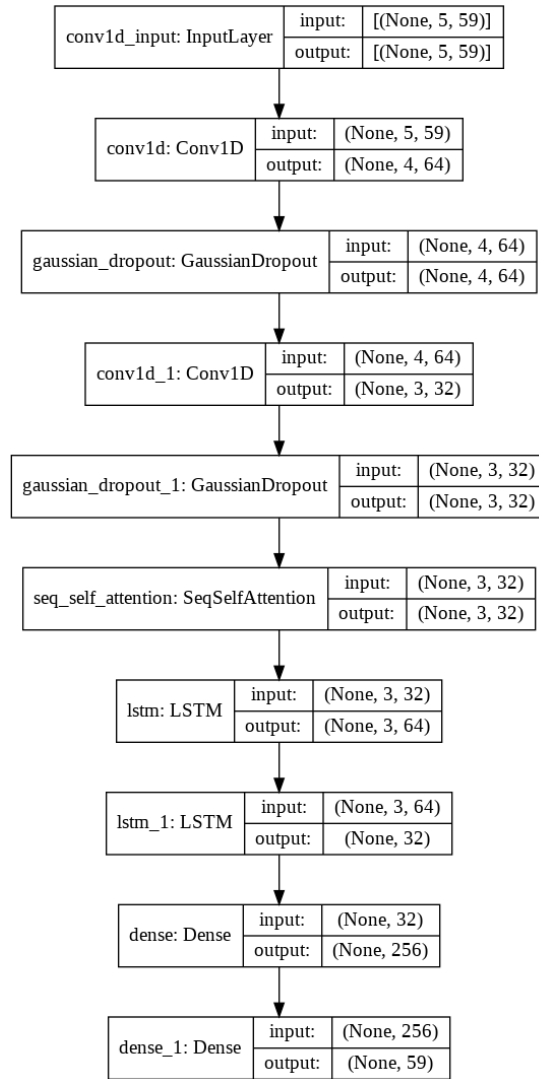 conv1d_input: InputLayer
input: [(None, 5, 59)]
output: [(None, 5, 59)]
conv1d: Conv1D
input: (None, 5, 59)
output: (None, 4, 64)
gaussian_dropout: GaussianDropout
input: (None, 4, 64)
output: (None, 4, 64)
conv1d_1: Conv1D
input: (None, 4, 64)
output: (None, 3, 32)
gaussian_dropout_1: GaussianDropout
input: (None, 3, 32)
output: (None, 3, 32)
seq_self_attention: SeqSelfAttention
input: (None, 3, 32)
output: (None, 3, 32)
lstm: LSTM
input: (None, 3, 32)
output: (None, 3, 64)
lstm_1: LSTM
input: (None, 3, 64)
output: (None, 32)
dense: Dense
input: (None, 32)
output: (None, 256)
dense_1: Dense
input: (None, 256)
output: (None, 59)